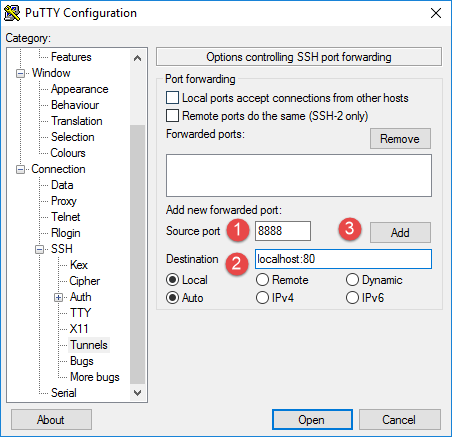 PuTTY Configuration
Category:
Features
Window
Appearance
Behaviour
Translation
Selection
Colours
Connection
Data
Proxy
Telnet
Rlogin
SSH
Kex
Cipher
Auth
TTY
X11
Tunnels
Bugs
More bugs
Serial
Options controlling SSH port forwarding
Port forwarding
Local ports accept connections from other hosts
Remote ports do the same (SSH-2 only)
Forwarded ports:
Remove
Add new forwarded port:
Source port 1 8888 3 Add
Destination 2 localhost:80
Local Remote Dynamic
Auto IPv4 IPv6
About Open Cancel